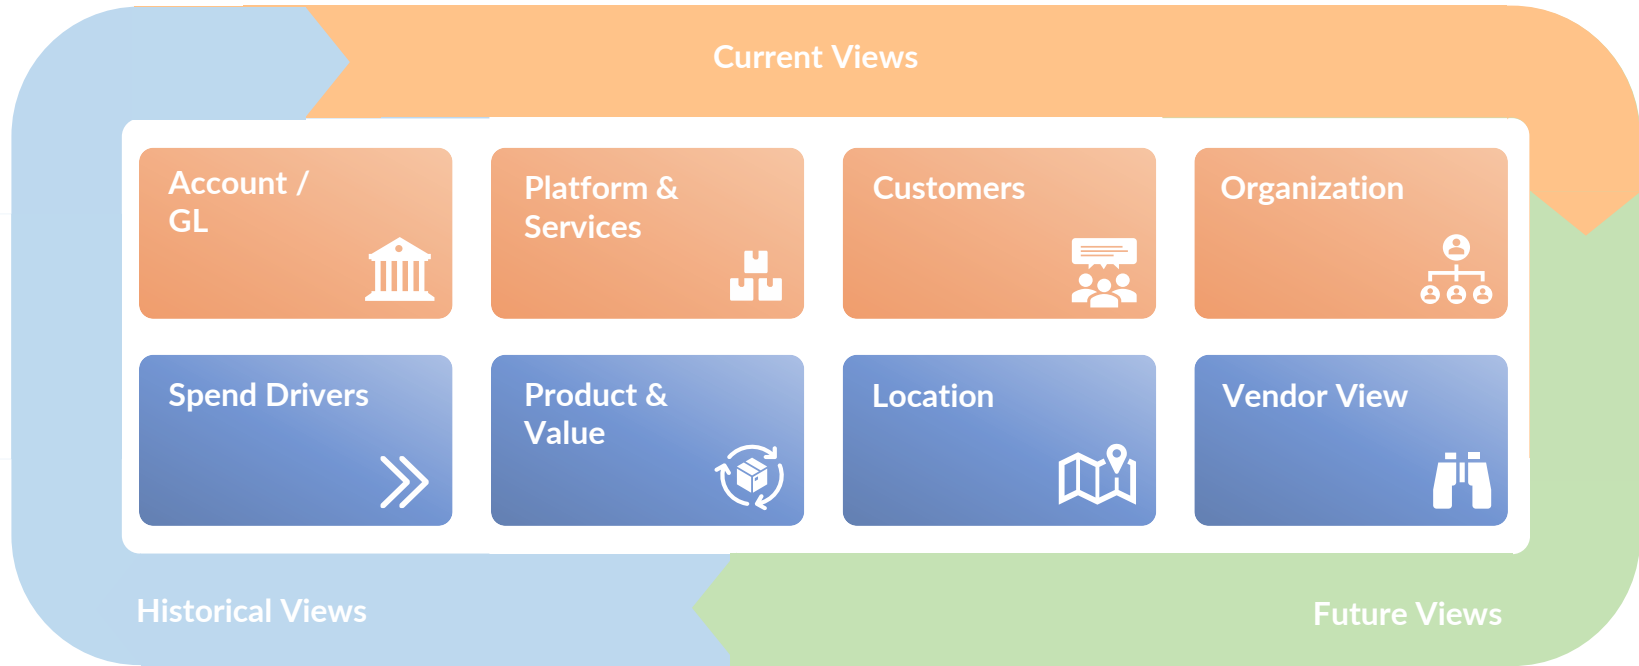 Current Views
Account /
GL
Platform &
Services
Customers
Organization
Spend Drivers
Product &
Value
Location
Vendor View
Historical Views
Future Views